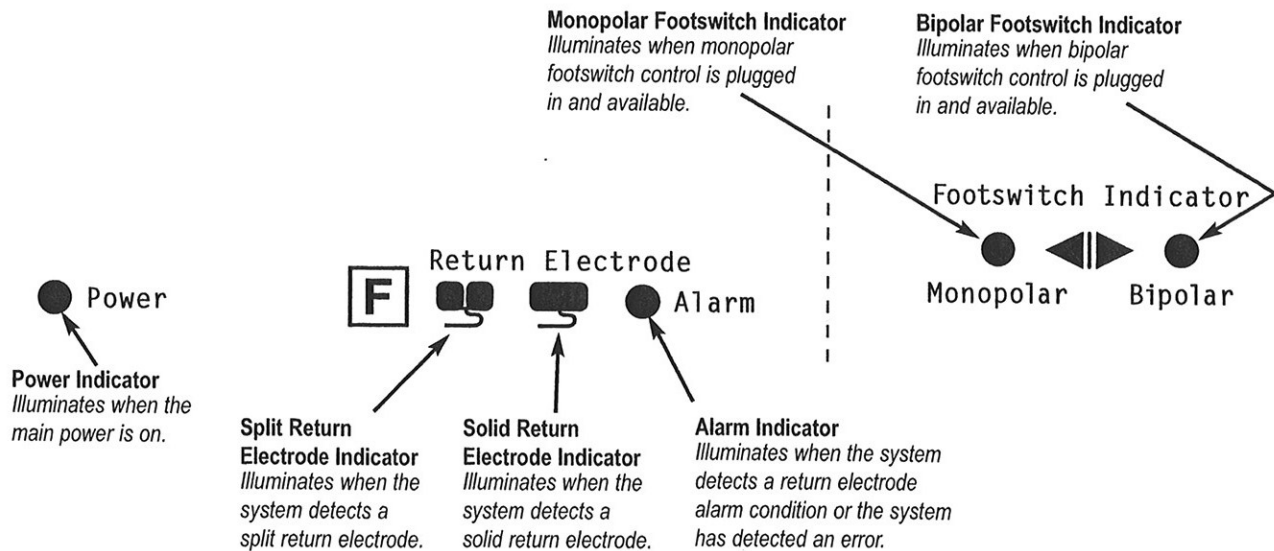 Monopolar Footswitch Indicator
Illuminates when monopolar
footswitch control is plugged
in and available.
Bipolar Footswitch Indicator
Illuminates when bipolar
footswitch control is plugged
in and available.
Footswitch Indicator
Monopolar
Bipolar
Power
F
Return Electrode
Alarm
Power Indicator
Illuminates when the
main power is on.
Split Return
Electrode Indicator
Illuminates when the
system detects a
split return electrode.
Solid Return
Electrode Indicator
Illuminates when the
system detects a
solid return electrode.
Alarm Indicator
Illuminates when the system
detects a return electrode
alarm condition or the system
has detected an error.